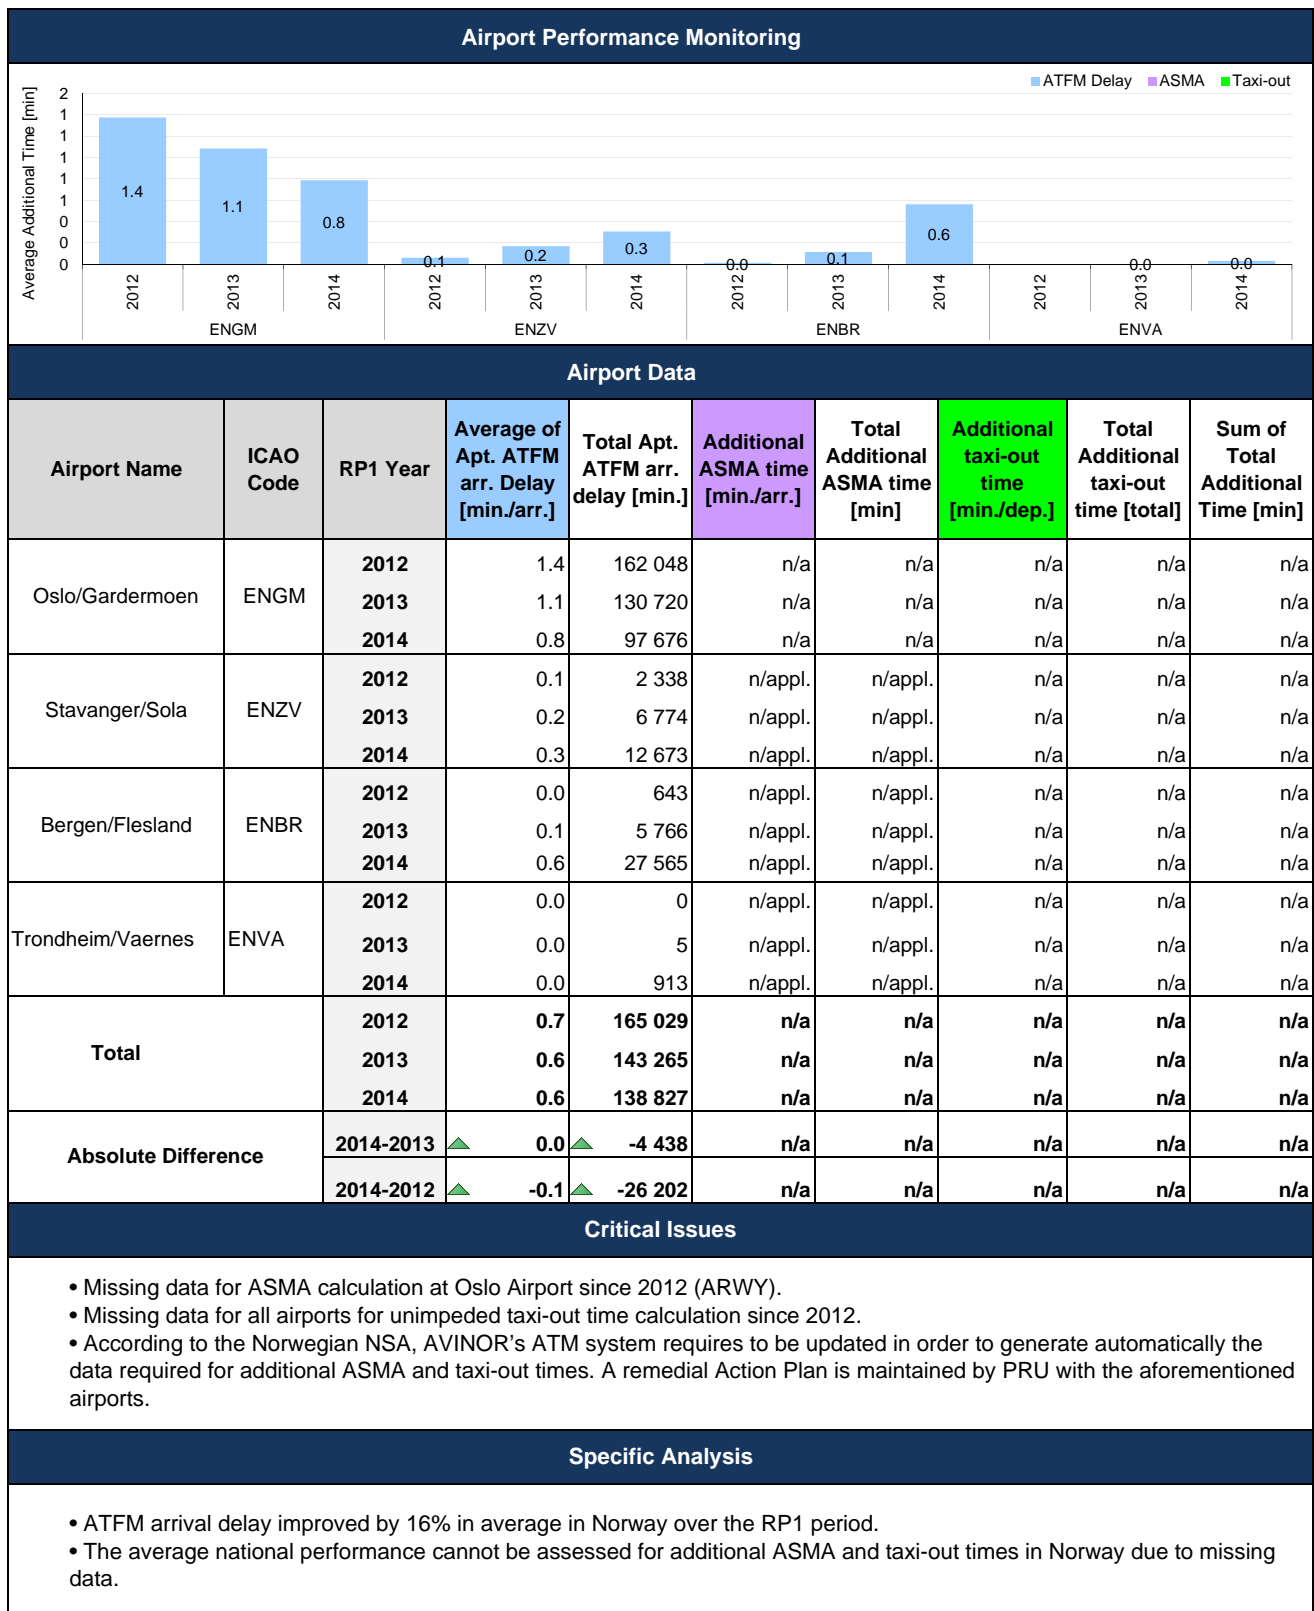 Airport Performance Monitoring
ATFM Delay ASMA Taxi-out
Average Additional Time [min]
2
1
1
1
1
1
0
0
0
1.4
1.1
0.8
0.1
0.2
0.3
0.0
0.1
0.6
0.0
0.0
2012 2013 2014 2012 2013 2014 2012 2013 2014 2012 2013 2014
ENGM ENZV ENBR ENVA
Airport Data
Airport Name
ICAO
Code
RP1 Year
Average of
Apt. ATFM
arr. Delay
[min./arr.]
Total Apt.
ATFM arr.
delay [min.]
Additional
ASMA time
[min./arr.]
Total
Additional
ASMA time
[min]
Additional
taxi-out
time
[min./dep.]
Total
Additional
taxi-out
time [total]
Sum of
Total
Additional
Time [min]
Oslo/Gardermoen ENGM
2012 1.4 162 048 n/a n/a n/a n/a n/a
2013 1.1 130 720 n/a n/a n/a n/a n/a
2014 0.8 97 676 n/a n/a n/a n/a n/a
Stavanger/Sola ENZV
2012 0.1 2 338 n/appl. n/appl. n/a n/a n/a
2013 0.2 6 774 n/appl. n/appl. n/a n/a n/a
2014 0.3 12 673 n/appl. n/appl. n/a n/a n/a
Bergen/Flesland ENBR
2012 0.0 643 n/appl. n/appl. n/a n/a n/a
2013 0.1 5 766 n/appl. n/appl. n/a n/a n/a
2014 0.6 27 565 n/appl. n/appl. n/a n/a n/a
Trondheim/Vaernes ENVA
2012 0.0 0 n/appl. n/appl. n/a n/a n/a
2013 0.0 5 n/appl. n/appl. n/a n/a n/a
2014 0.0 913 n/appl. n/appl. n/a n/a n/a
Total
2012 0.7 165 029 n/a n/a n/a n/a n/a
2013 0.6 143 265 n/a n/a n/a n/a n/a
2014 0.6 138 827 n/a n/a n/a n/a n/a
Absolute Difference
2014-2013 0.0 -4 438 n/a n/a n/a n/a n/a
2014-2012 -0.1 -26 202 n/a n/a n/a n/a n/a
Critical Issues
• Missing data for ASMA calculation at Oslo Airport since 2012 (ARWY).
• Missing data for all airports for unimpeded taxi-out time calculation since 2012.
• According to the Norwegian NSA, AVINOR's ATM system requires to be updated in order to generate automatically the
data required for additional ASMA and taxi-out times. A remedial Action Plan is maintained by PRU with the aforementioned
airports.
Specific Analysis
• ATFM arrival delay improved by 16% in average in Norway over the RP1 period.
• The average national performance cannot be assessed for additional ASMA and taxi-out times in Norway due to missing
data.